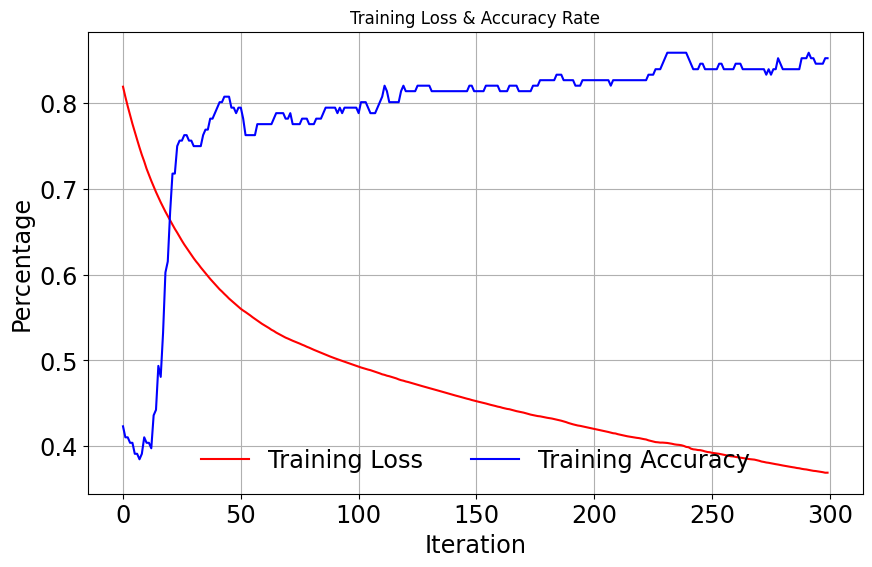 Training Loss & Accuracy Rate
Percentage
0.8
0.7
0.6
0.5
0.4
Training Loss Training Accuracy
0 50 100 150 200 250 300
Iteration